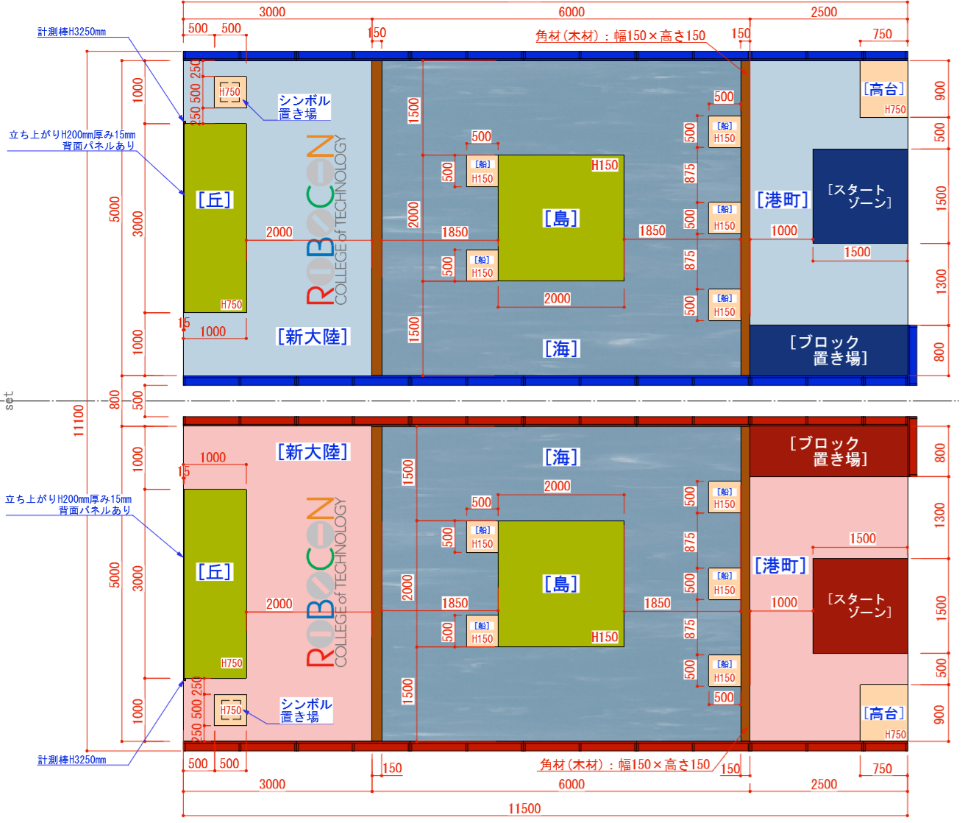 3000
6000
2500
500
500
150
150
750
計測棒H3250mm
角材(木材)：幅150×高さ150
250
500
250
H750
シンボル
置き場
1000
1500
500
500
[高台]
H750
900
500
立ち上がりH200mm厚み15mm
背面パネルあり
ROBOCON
COLLEGE of TECHNOLOGY
500
500
[船]
H150
H150
[船]
H150
875
[スタート
ゾーン]
1500
[丘]
5000
3000
2000
2000
1850
[島]
1850
500
[船]
H150
[港町]
1000
1500
500
[船]
H150
875
2000
500
[船]
H150
1300
H750
15
1000
1000
[新大陸]
1500
[海]
[ブロック
置き場]
800
set
11100
800
500
1000
15
1000
[新大陸]
1500
[海]
[ブロック
置き場]
800
立ち上がりH200mm厚み15mm
背面パネルあり
2000
500
500
[船]
H150
500
[船]
H150
1300
875
1500
[丘]
5000
3000
2000
ROBOCON
COLLEGE of TECHNOLOGY
2000
1850
[島]
1850
500
[船]
H150
[港町]
1000
[スタート
ゾーン]
1500
500
[船]
H150
H150
875
H750
250
500
250
H750
シンボル
置き場
1000
1500
500
[船]
H150
500
500
[高台]
H750
900
計測棒H3250mm
角材(木材)：幅150×高さ150
500
500
150
150
750
3000
6000
2500
11500